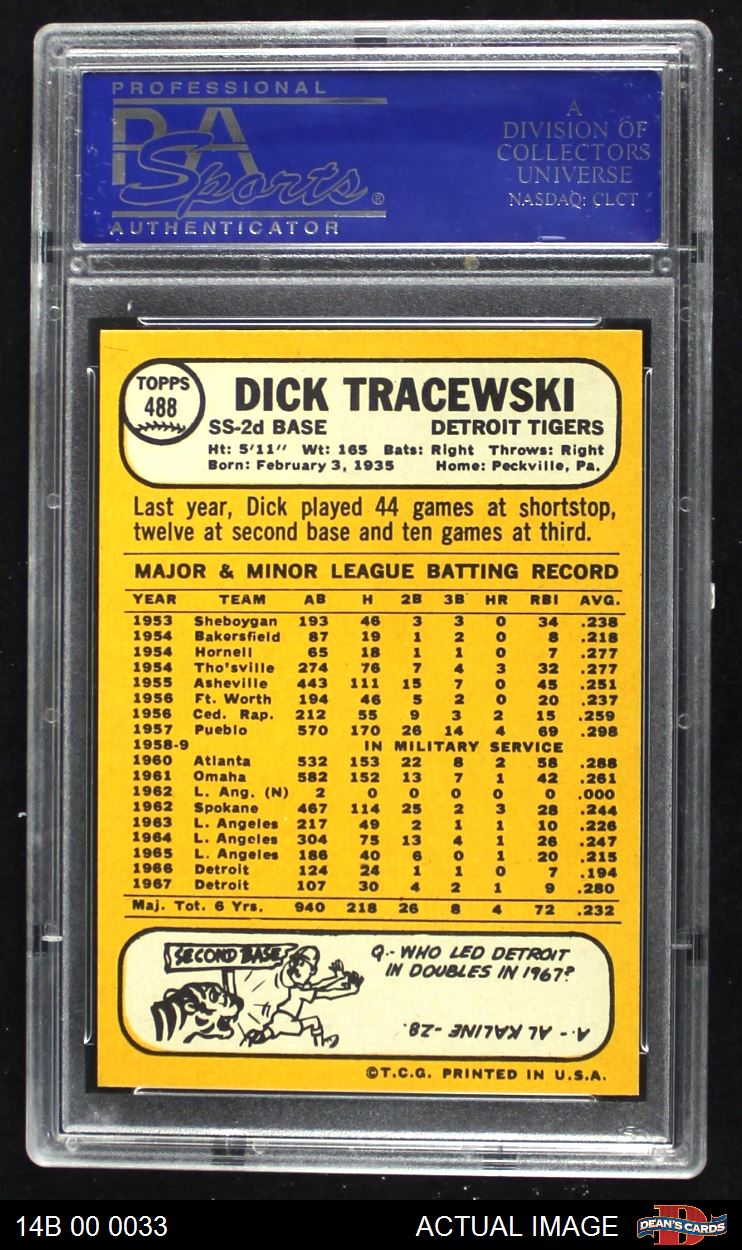 PROFESSIONAL
PSA
Sports®
AUTHENTICATOR
A
DIVISION OF
COLLECTORS
UNIVERSE
NASDAQ: CLCT
TOPPS
488
DICK TRACEWSKI
SS-2d BASE DETROIT TIGERS
Ht: 5'11" Wt: 165 Bats: Right Throws: Right
Born: February 3, 1935 Home: Peckville, Pa.
Last year, Dick played 44 games at shortstop,
twelve at second base and ten games at third.
MAJOR & MINOR LEAGUE BATTING RECORD
YEAR TEAM AB H 2B 3B HR RBI AVG.
1953 Sheboygan 193 46 3 3 0 34 .238
1954 Bakersfield 87 19 1 2 0 8 .218
1954 Hornell 65 18 1 1 0 7 .277
1954 Tho'sville 274 76 7 4 3 32 .277
1955 Asheville 443 111 15 7 0 45 .251
1956 Ft. Worth 194 46 5 2 0 20 .237
1956 Ced. Rap. 212 55 9 3 2 15 .259
1957 Pueblo 570 170 26 14 4 69 .298
1958-9 IN MILITARY SERVICE
1960 Atlanta 532 153 22 8 2 58 .288
1961 Omaha 582 152 13 7 1 42 .261
1962 L. Ang. (N) 2 0 0 0 0 0 .000
1962 Spokane 467 114 25 2 3 28 .244
1963 L. Angeles 217 49 2 1 1 10 .226
1964 L. Angeles 304 75 13 4 1 26 .247
1965 L. Angeles 186 40 6 0 1 20 .215
1966 Detroit 124 24 1 1 0 7 .194
1967 Detroit 107 30 4 2 1 9 .280
Maj. Tot. 6 Yrs. 940 218 26 8 4 72 .232
SECOND BASE
Q.- WHO LED DETROIT
IN DOUBLES IN 1967?
A - AL KALINE -28.
©T.C.G. PRINTED IN U.S.A.
14B 00 0033 ACTUAL IMAGE
DEAN'S CARDS